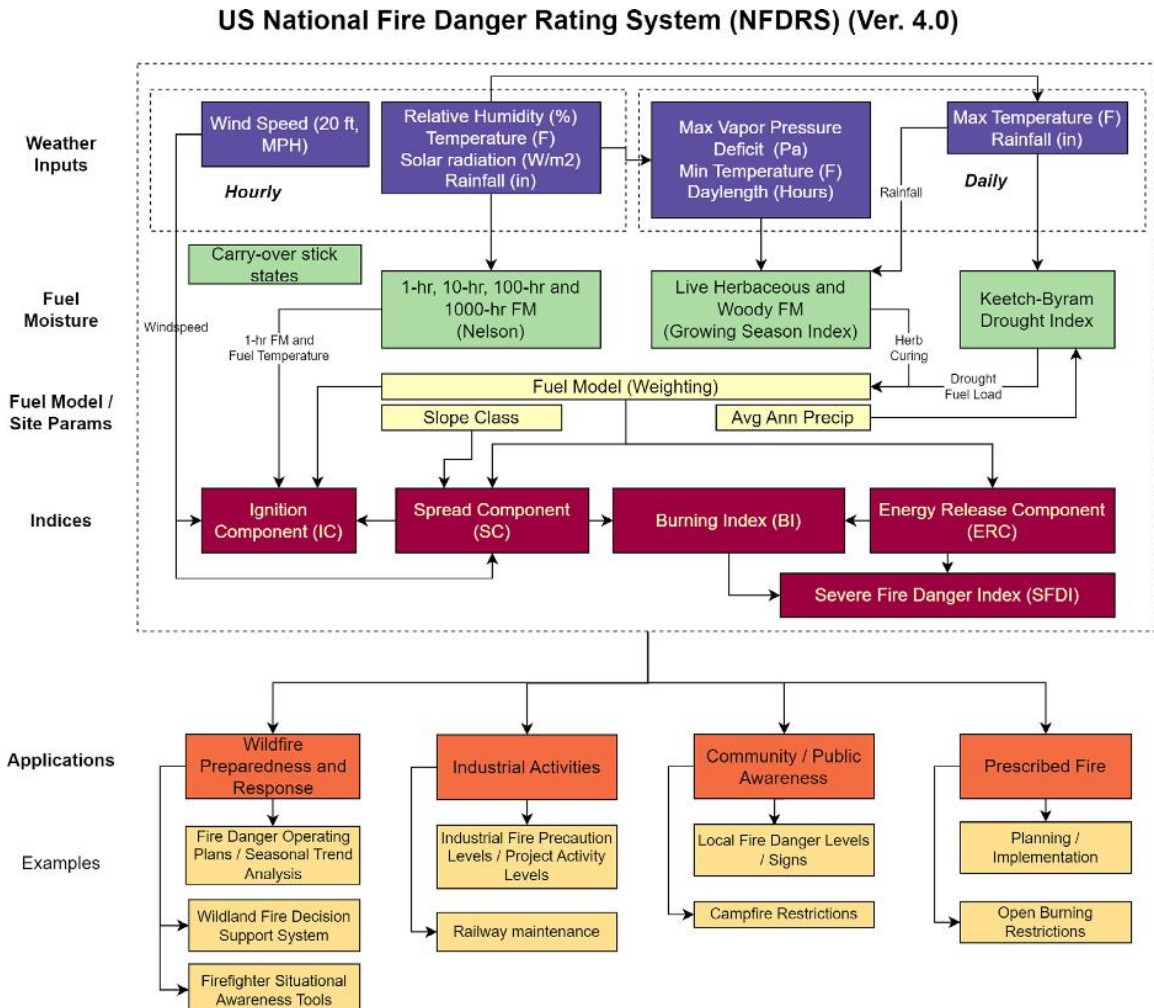 US National Fire Danger Rating System (NFDRS) (Ver. 4.0)
Weather
Inputs
Wind Speed (20 ft,
MPH)
Hourly
Relative Humidity (%)
Temperature (F)
Solar radiation (W/m2)
Rainfall (in)
Max Vapor Pressure
Deficit (Pa)
Min Temperature (F)
Daylength (Hours)
Rainfall
Max Temperature (F)
Rainfall (in)
Daily
Fuel
Moisture
Carry-over stick
states
Windspeed
1-hr, 10-hr, 100-hr and
1000-hr FM
(Nelson)
1-hr FM and
Fuel Temperature
Live Herbaceous and
Woody FM
(Growing Season Index)
Herb
Curing
Keetch-Byram
Drought Index
Drought
Fuel Load
Fuel Model /
Site Params
Fuel Model (Weighting)
Slope Class
Avg Ann Precip
Indices
Ignition
Component (IC)
Spread Component
(SC)
Burning Index (BI)
Energy Release Component
(ERC)
Severe Fire Danger Index (SFDI)
Applications
Wildfire
Preparedness and
Response
Industrial Activities
Community / Public
Awareness
Prescribed Fire
Examples
Fire Danger Operating
Plans / Seasonal Trend
Analysis
Industrial Fire Precaution
Levels / Project Activity
Levels
Local Fire Danger Levels
/ Signs
Planning /
Implementation
Wildland Fire Decision
Support System
Railway maintenance
Campfire Restrictions
Open Burning
Restrictions
Firefighter Situational
Awareness Tools